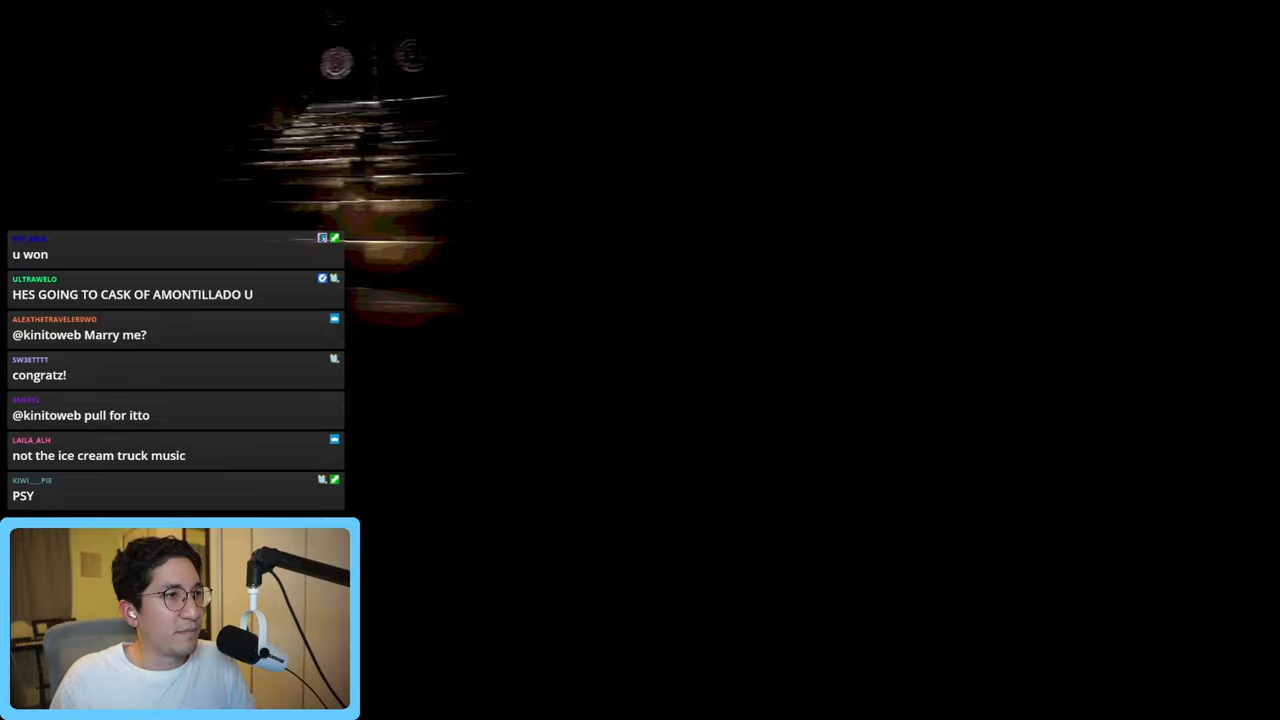 u won
ULTRAWELO
HES GOING TO CASK OF AMONTILLADO U
ALEXTHETRAVELER0WO
@kinitoweb Marry me?
SW3ETTTT
congratz!
@kinitoweb pull for itto
LAILA_ALH
not the ice cream truck music
KIWI___PIE
PSY